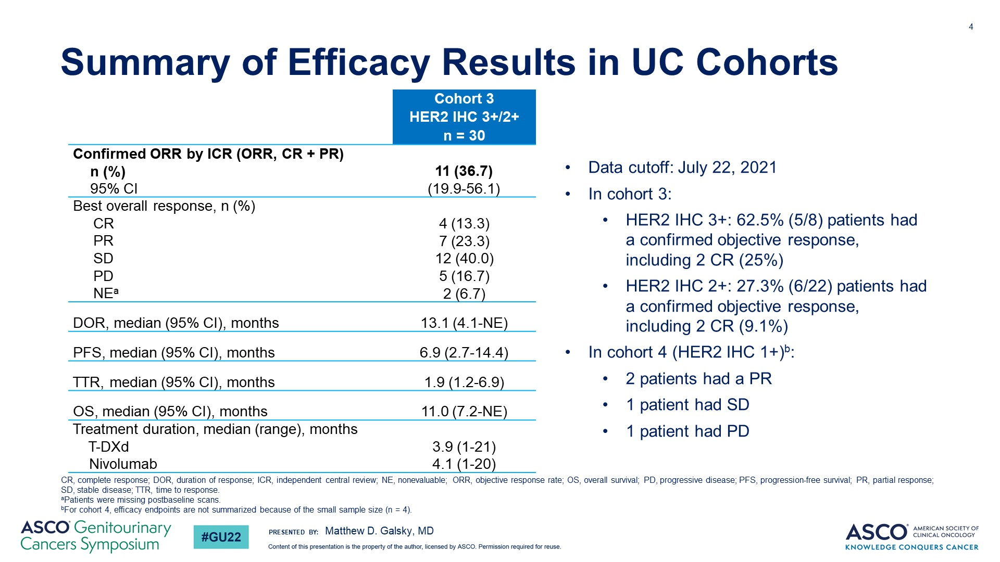 4
Summary of Efficacy Results in UC Cohorts
Cohort 3
HER2 IHC 3+/2+
n = 30
Confirmed ORR by ICR (ORR, CR + PR)
n (%) 11 (36.7)
95% CI (19.9-56.1)
Best overall response, n (%)
CR 4 (13.3)
PR 7 (23.3)
SD 12 (40.0)
PD 5 (16.7)
NEᵃ 2 (6.7)
DOR, median (95% CI), months 13.1 (4.1-NE)
PFS, median (95% CI), months 6.9 (2.7-14.4)
TTR, median (95% CI), months 1.9 (1.2-6.9)
OS, median (95% CI), months 11.0 (7.2-NE)
Treatment duration, median (range), months
T-DXd 3.9 (1-21)
Nivolumab 4.1 (1-20)
• Data cutoff: July 22, 2021
• In cohort 3:
• HER2 IHC 3+: 62.5% (5/8) patients had
a confirmed objective response,
including 2 CR (25%)
• HER2 IHC 2+: 27.3% (6/22) patients had
a confirmed objective response,
including 2 CR (9.1%)
• In cohort 4 (HER2 IHC 1+)ᵇ:
• 2 patients had a PR
• 1 patient had SD
• 1 patient had PD
CR, complete response; DOR, duration of response; ICR, independent central review; NE, nonevaluable; ORR, objective response rate; OS, overall survival; PD, progressive disease; PFS, progression-free survival; PR, partial response;
SD, stable disease; TTR, time to response.
ᵃPatients were missing postbaseline scans.
ᵇFor cohort 4, efficacy endpoints are not summarized because of the small sample size (n = 4).
ASCO® Genitourinary
Cancers Symposium
#GU22
PRESENTED BY: Matthew D. Galsky, MD
Content of this presentation is the property of the author, licensed by ASCO. Permission required for reuse.
ASCO® AMERICAN SOCIETY OF
CLINICAL ONCOLOGY
KNOWLEDGE CONQUERS CANCER